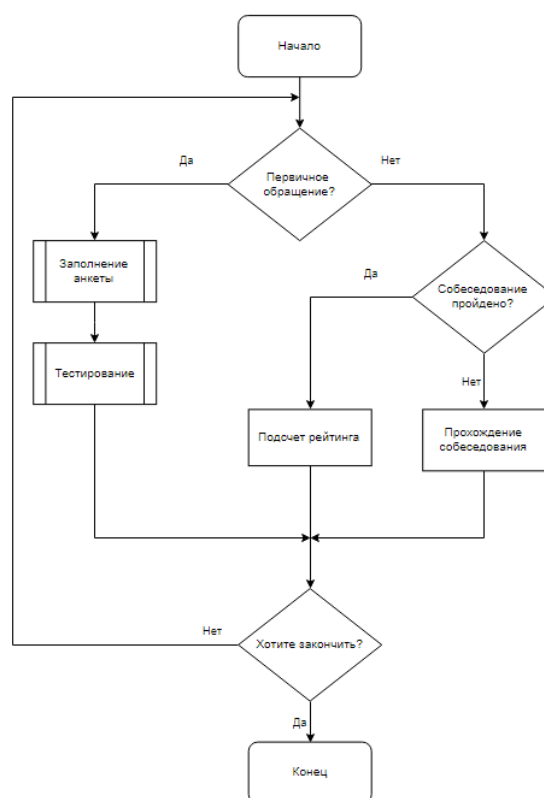 Начало
Да
Нет
Первичное
обращение?
Заполнение
анкеты
Собеседование
пройдено?
Да
Тестирование
Нет
Подсчет рейтинга
Прохождение
собеседования
Нет
Хотите закончить?
Да
Конец